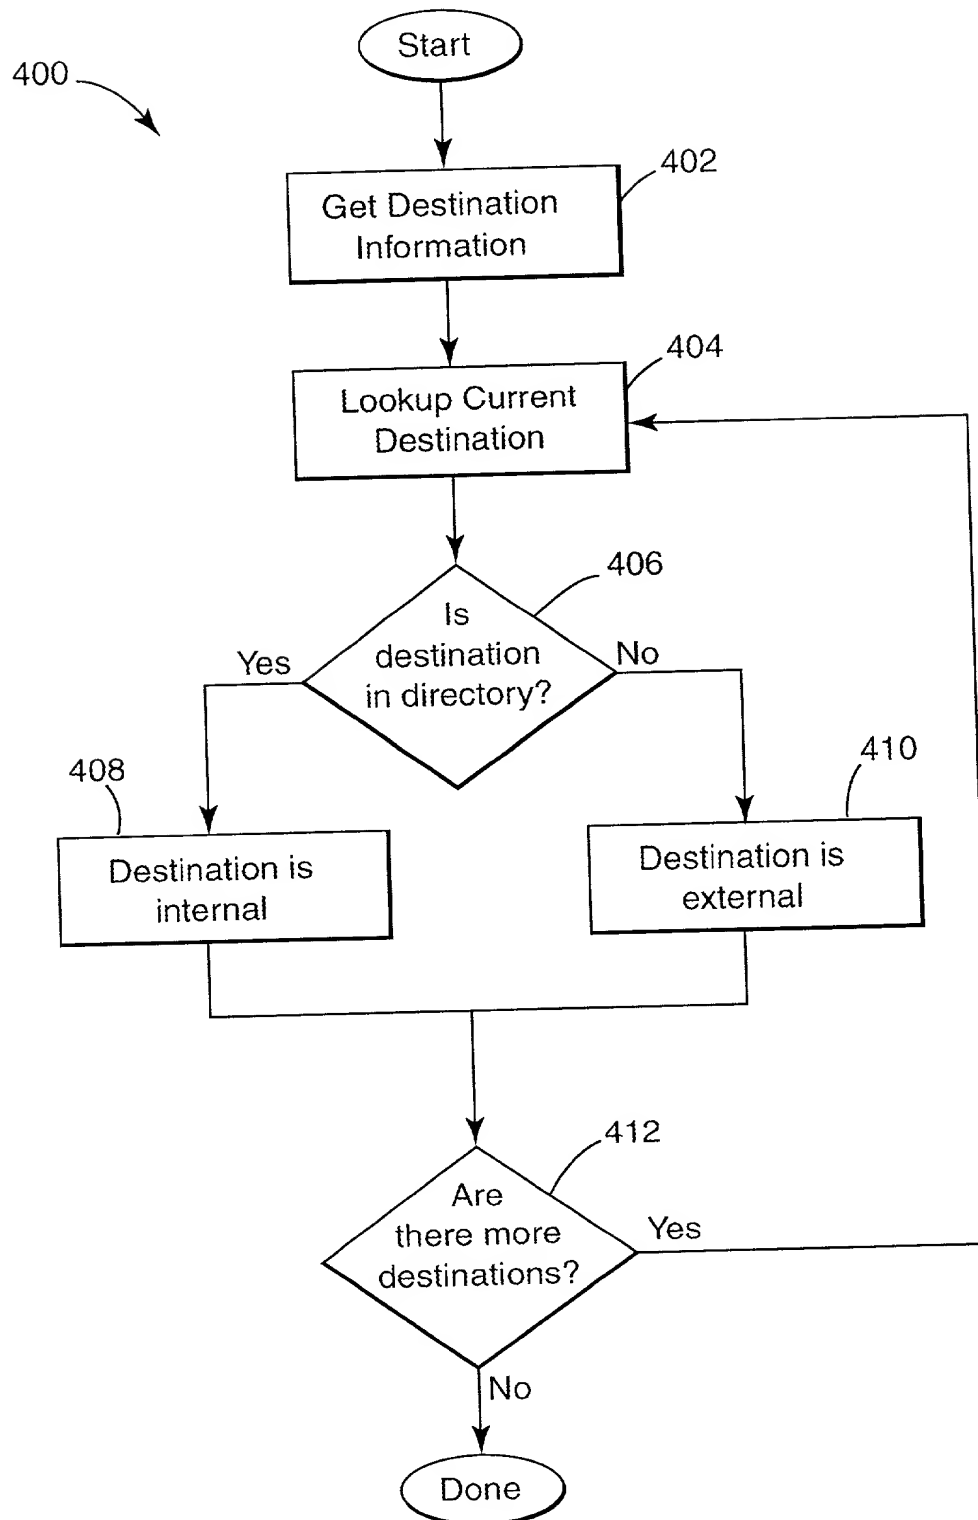 Start
400
402
Get Destination
Information
404
Lookup Current
Destination
406
Is
destination
in directory?
Yes
No
408
410
Destination is
internal
Destination is
external
412
Are
there more
destinations?
Yes
No
Done